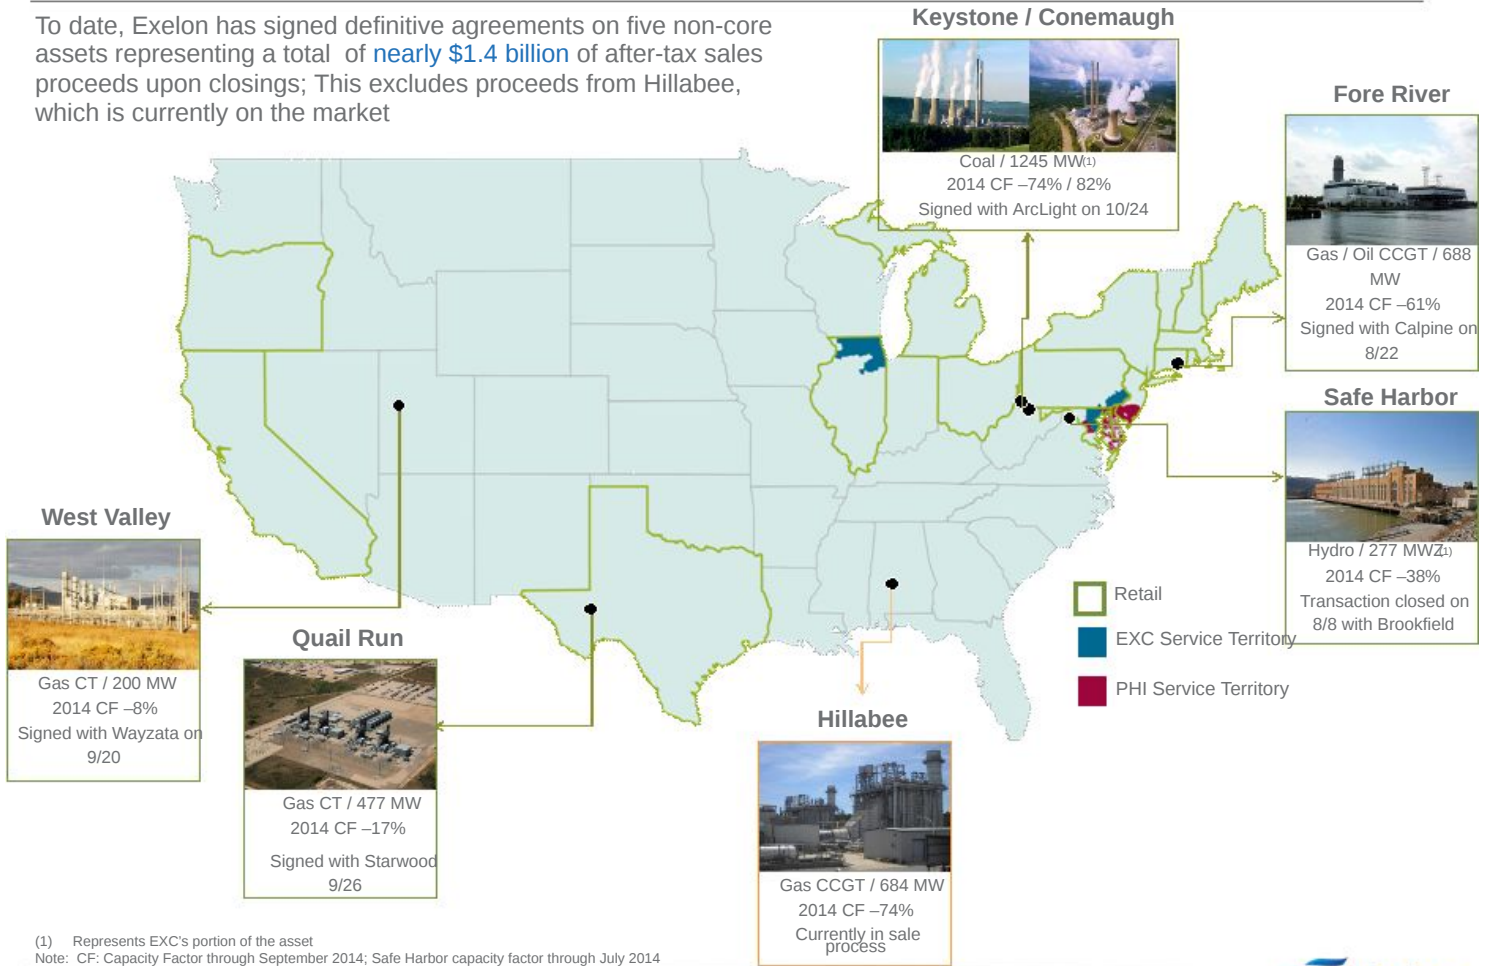 To date, Exelon has signed definitive agreements on five non-core
assets representing a total of nearly $1.4 billion of after-tax sales
proceeds upon closings; This excludes proceeds from Hillabee,
which is currently on the market
Keystone / Conemaugh
Coal / 1245 MW(1)
2014 CF –74% / 82%
Signed with ArcLight on 10/24
Fore River
Gas / Oil CCGT / 688
MW
2014 CF –61%
Signed with Calpine on
8/22
Safe Harbor
Hydro / 277 MWZ(1)
2014 CF –38%
Transaction closed on
8/8 with Brookfield
West Valley
Gas CT / 200 MW
2014 CF –8%
Signed with Wayzata on
9/20
Quail Run
Gas CT / 477 MW
2014 CF –17%
Signed with Starwood
9/26
Hillabee
Gas CCGT / 684 MW
2014 CF –74%
Currently in sale
process
Retail
EXC Service Territory
PHI Service Territory
(1) Represents EXC's portion of the asset
Note: CF: Capacity Factor through September 2014; Safe Harbor capacity factor through July 2014